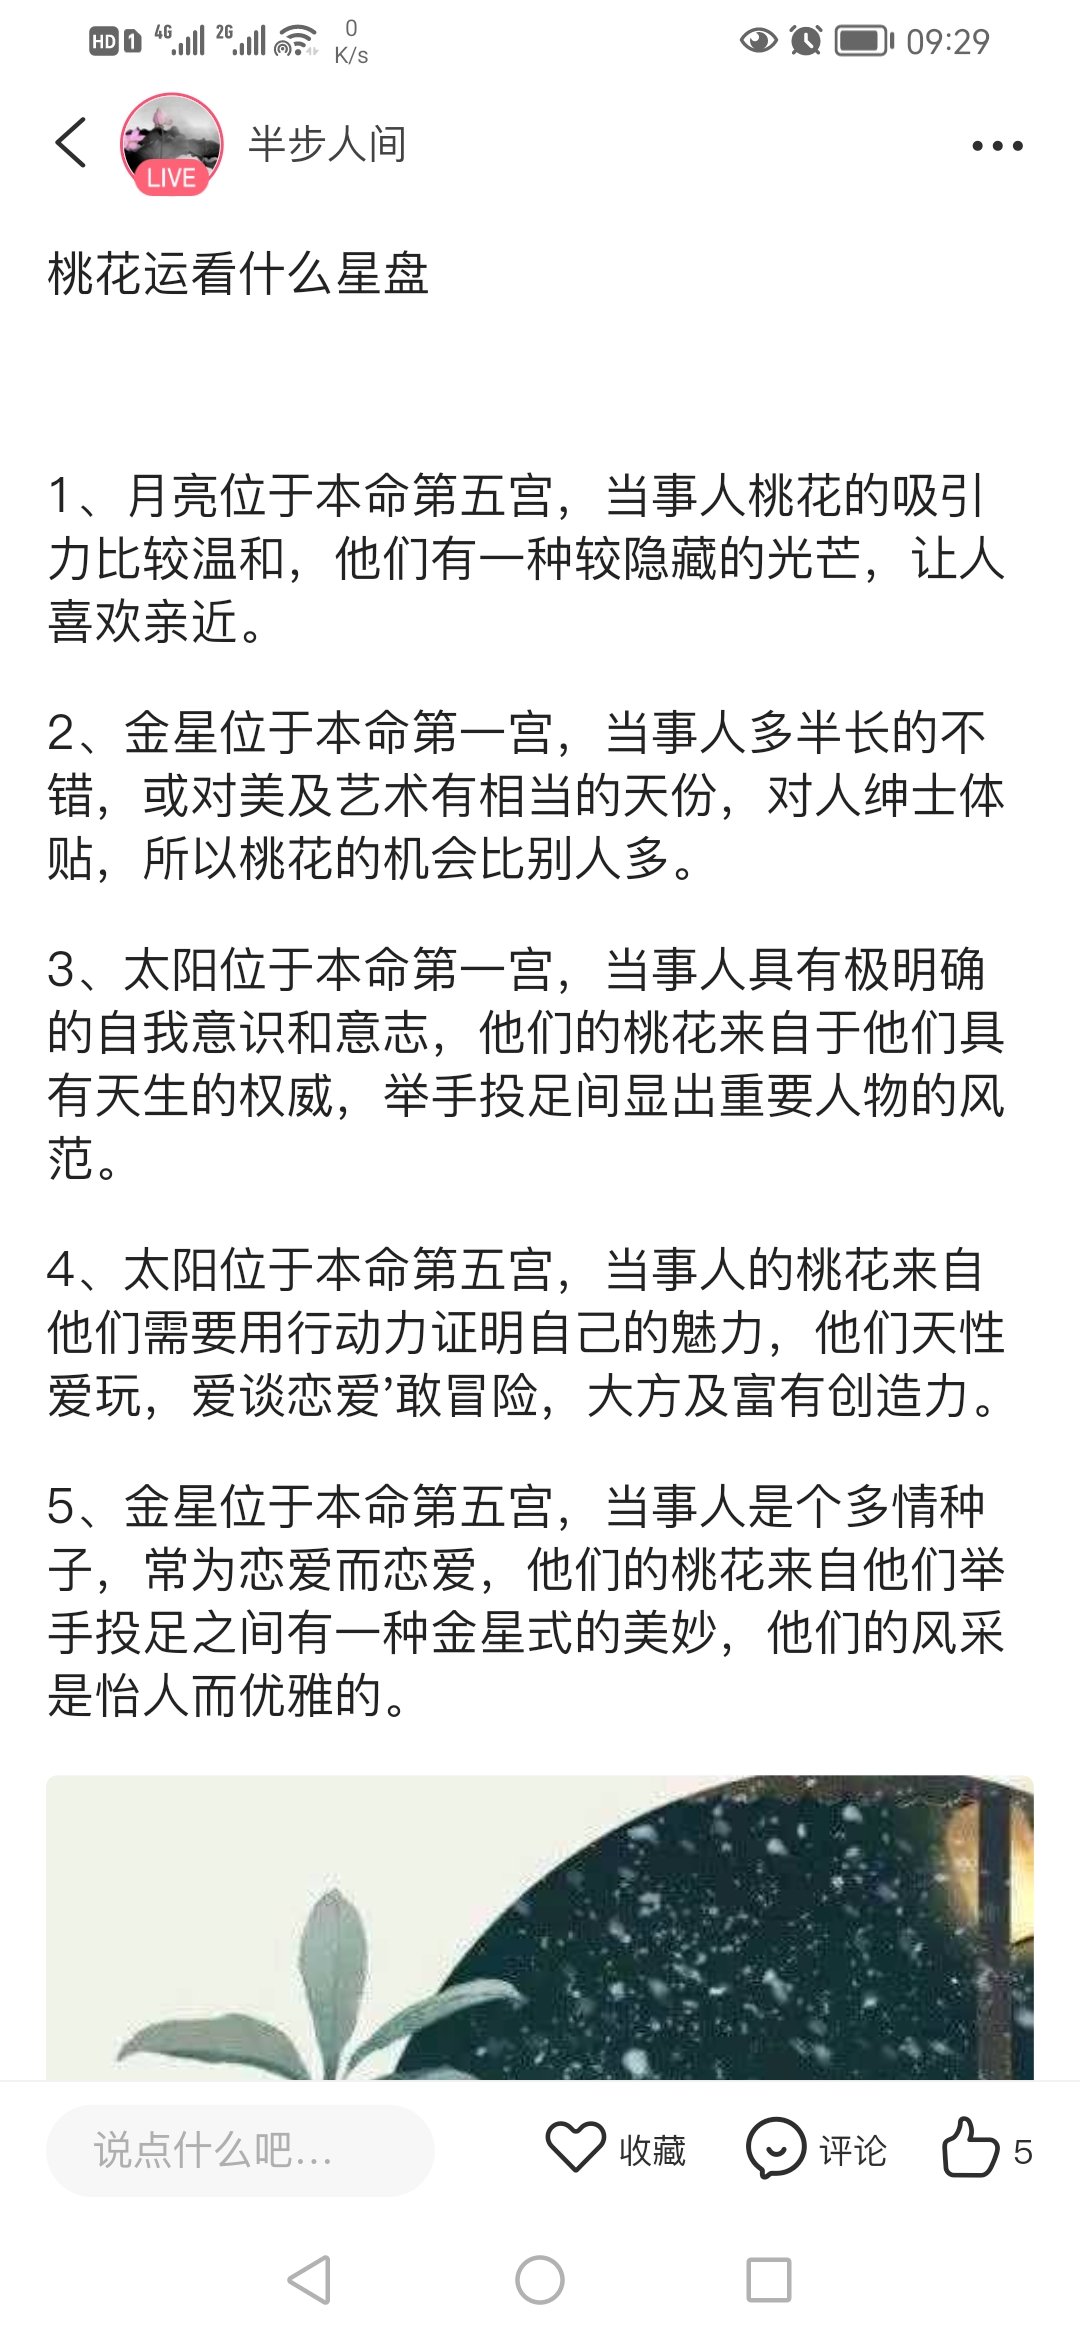 HD 1 4G 2G 0 K/s 09:29
LIVE
半步人间
桃花运看什么星盘
1、月亮位于本命第五宫，当事人桃花的吸引
力比较温和，他们有一种较隐藏的光芒，让人
喜欢亲近。
2、金星位于本命第一宫，当事人多半长的不
错，或对美及艺术有相当的天份，对人绅士体
贴，所以桃花的机会比别人多。
3、太阳位于本命第一宫，当事人具有极明确
的自我意识和意志，他们的桃花来自于他们具
有天生的权威，举手投足间显出重要人物的风
范。
4、太阳位于本命第五宫，当事人的桃花来自
他们需要用行动力证明自己的魅力，他们天性
爱玩，爱谈恋爱’敢冒险，大方及富有创造力。
5、金星位于本命第五宫，当事人是个多情种
子，常为恋爱而恋爱，他们的桃花来自他们举
手投足之间有一种金星式的美妙，他们的风采
是怡人而优雅的。
说点什么吧... 收藏 评论 5